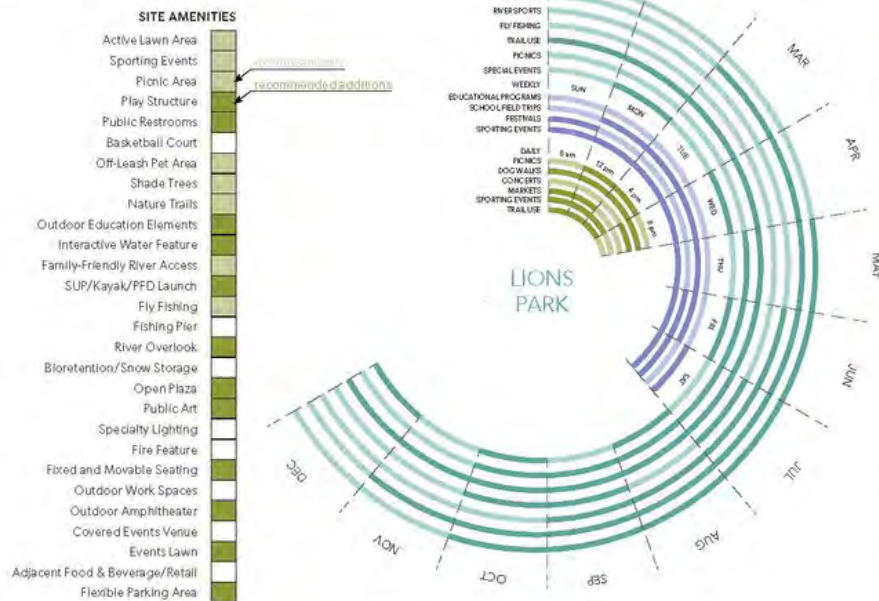 SITE AMENITIES
Active Lawn Area
Sporting Events
Picnic Area
Play Structure
recommended additions
Public Restrooms
Basketball Court
Off-Leash Pet Area
Shade Trees
Nature Trails
Outdoor Education Elements
Interactive Water Feature
Family-Friendly River Access
SUP/Kayak/PFD Launch
Fly Fishing
Fishing Pier
River Overlook
Bioretention/Snow Storage
Open Plaza
Public Art
Specialty Lighting
Fire Feature
Fixed and Movable Seating
Outdoor Work Spaces
Outdoor Amphitheater
Covered Events Venue
Events Lawn
Adjacent Food & Beverage/Retail
Flexible Parking Area
RIVER SPORTS
FLY FISHING
TRAIL USE
PICNICS
SPECIAL EVENTS
WEEKLY
EDUCATIONAL PROGRAMS
SCHOOL FIELD TRIPS
FESTIVALS
SPORTING EVENTS
DAILY
PICNICS
DOG WALKS
CONCERTS
MARKETS
SPORTING EVENTS
TRAIL USE
8 am
12 pm
4 pm
8 pm
SUN
MON
TUE
WED
THU
FRI
SAT
MAR
APR
MAY
JUN
JUL
AUG
SEP
OCT
NOV
DEC
LIONS
PARK